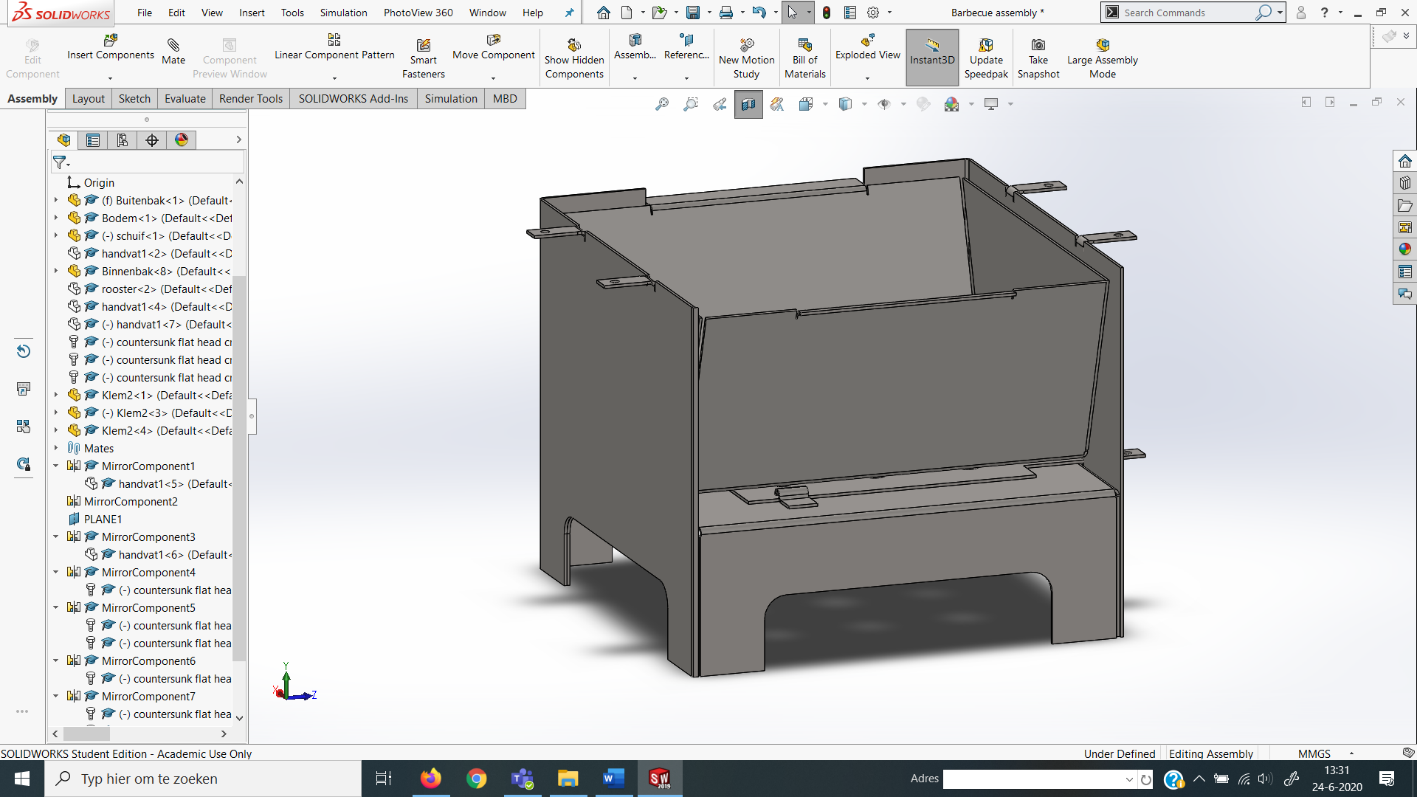 SOLIDWORKS
File Edit View Insert Tools Simulation PhotoView 360 Window Help
Barbecue assembly *
Search Commands
?
Edit Component
Insert Components
Mate
Component Preview Window
Linear Component Pattern
Smart Fasteners
Move Component
Show Hidden Components
Assemb...
Referenc...
New Motion Study
Bill of Materials
Exploded View
Instant3D
Update Speedpak
Take Snapshot
Large Assembly Mode
Assembly Layout Sketch Evaluate Render Tools SOLIDWORKS Add-Ins Simulation MBD
Origin
(f) Buitenbak<1> (Default<
Bodem<1> (Default<<Def
(-) schuif<1> (Default<<D
handvat1<2> (Default<<D
Binnenbak<8> (Default<<
rooster<2> (Default<<Def
handvat1<4> (Default<<D
(-) handvat1<7> (Default<
(-) countersunk flat head cr
(-) countersunk flat head cr
(-) countersunk flat head cr
Klem2<1> (Default<<Defa
(-) Klem2<3> (Default<<D
Klem2<4> (Default<<Defa
Mates
MirrorComponent1
handvat1<5> (Default<
MirrorComponent2
PLANE1
MirrorComponent3
handvat1<6> (Default<
MirrorComponent4
(-) countersunk flat hea
MirrorComponent5
(-) countersunk flat hea
(-) countersunk flat hea
MirrorComponent6
(-) countersunk flat hea
MirrorComponent7
(-) countersunk flat hea
Y
X
Z
SOLIDWORKS Student Edition - Academic Use Only
Under Defined Editing Assembly MMGS
Typ hier om te zoeken
Adres
13:31
24-6-2020